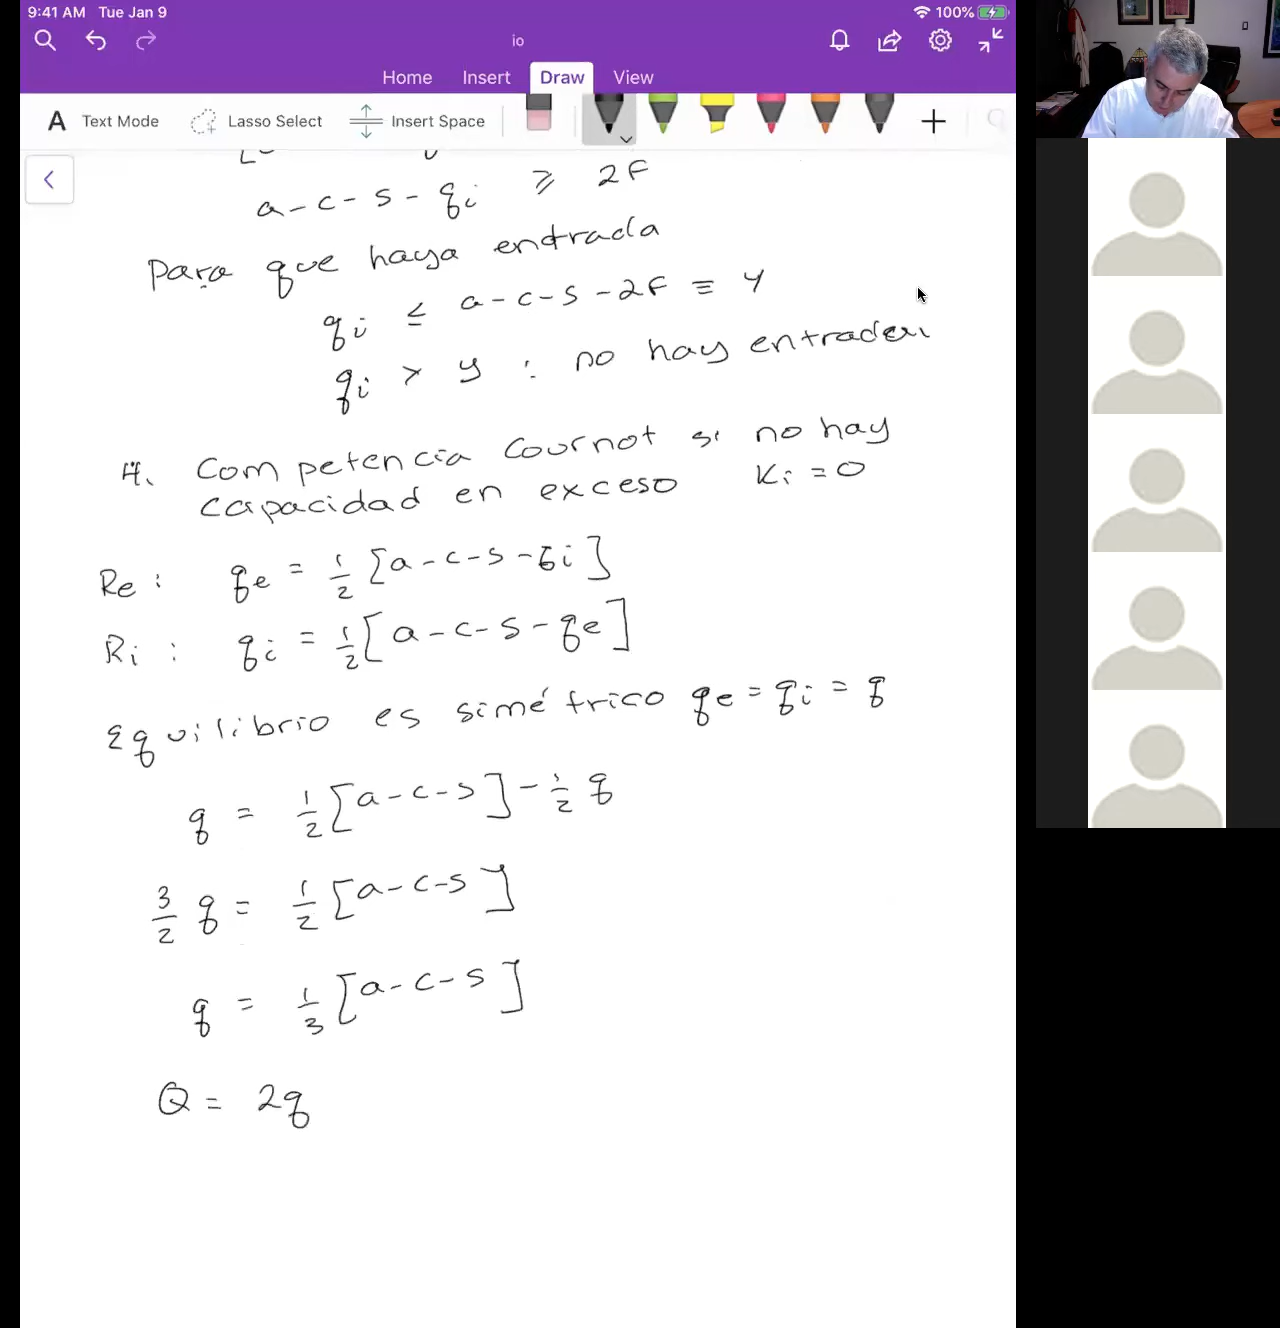 9:41 AM Tue Jan 9
100%
io
Home Insert Draw View
A Text Mode Lasso Select Insert Space
a-c-s-qi ≥ 2F
Para que haya entrada
qi ≤ a-c-s-2F ≡ Y
qi > y : no hay
4. Competencia Cournot si no hay
capacidad en exceso Ki = 0
Re : qe = 1/2 [a-c-s-qi]
Ri : qi = 1/2 [a-c-s-qe]
Equilibrio es simétrico qe = qi = q
q = 1/2 [a-c-s] - 1/2 q
3/2 q = 1/2 [a-c-s]
q = 1/3 [a-c-s]
Q = 2q